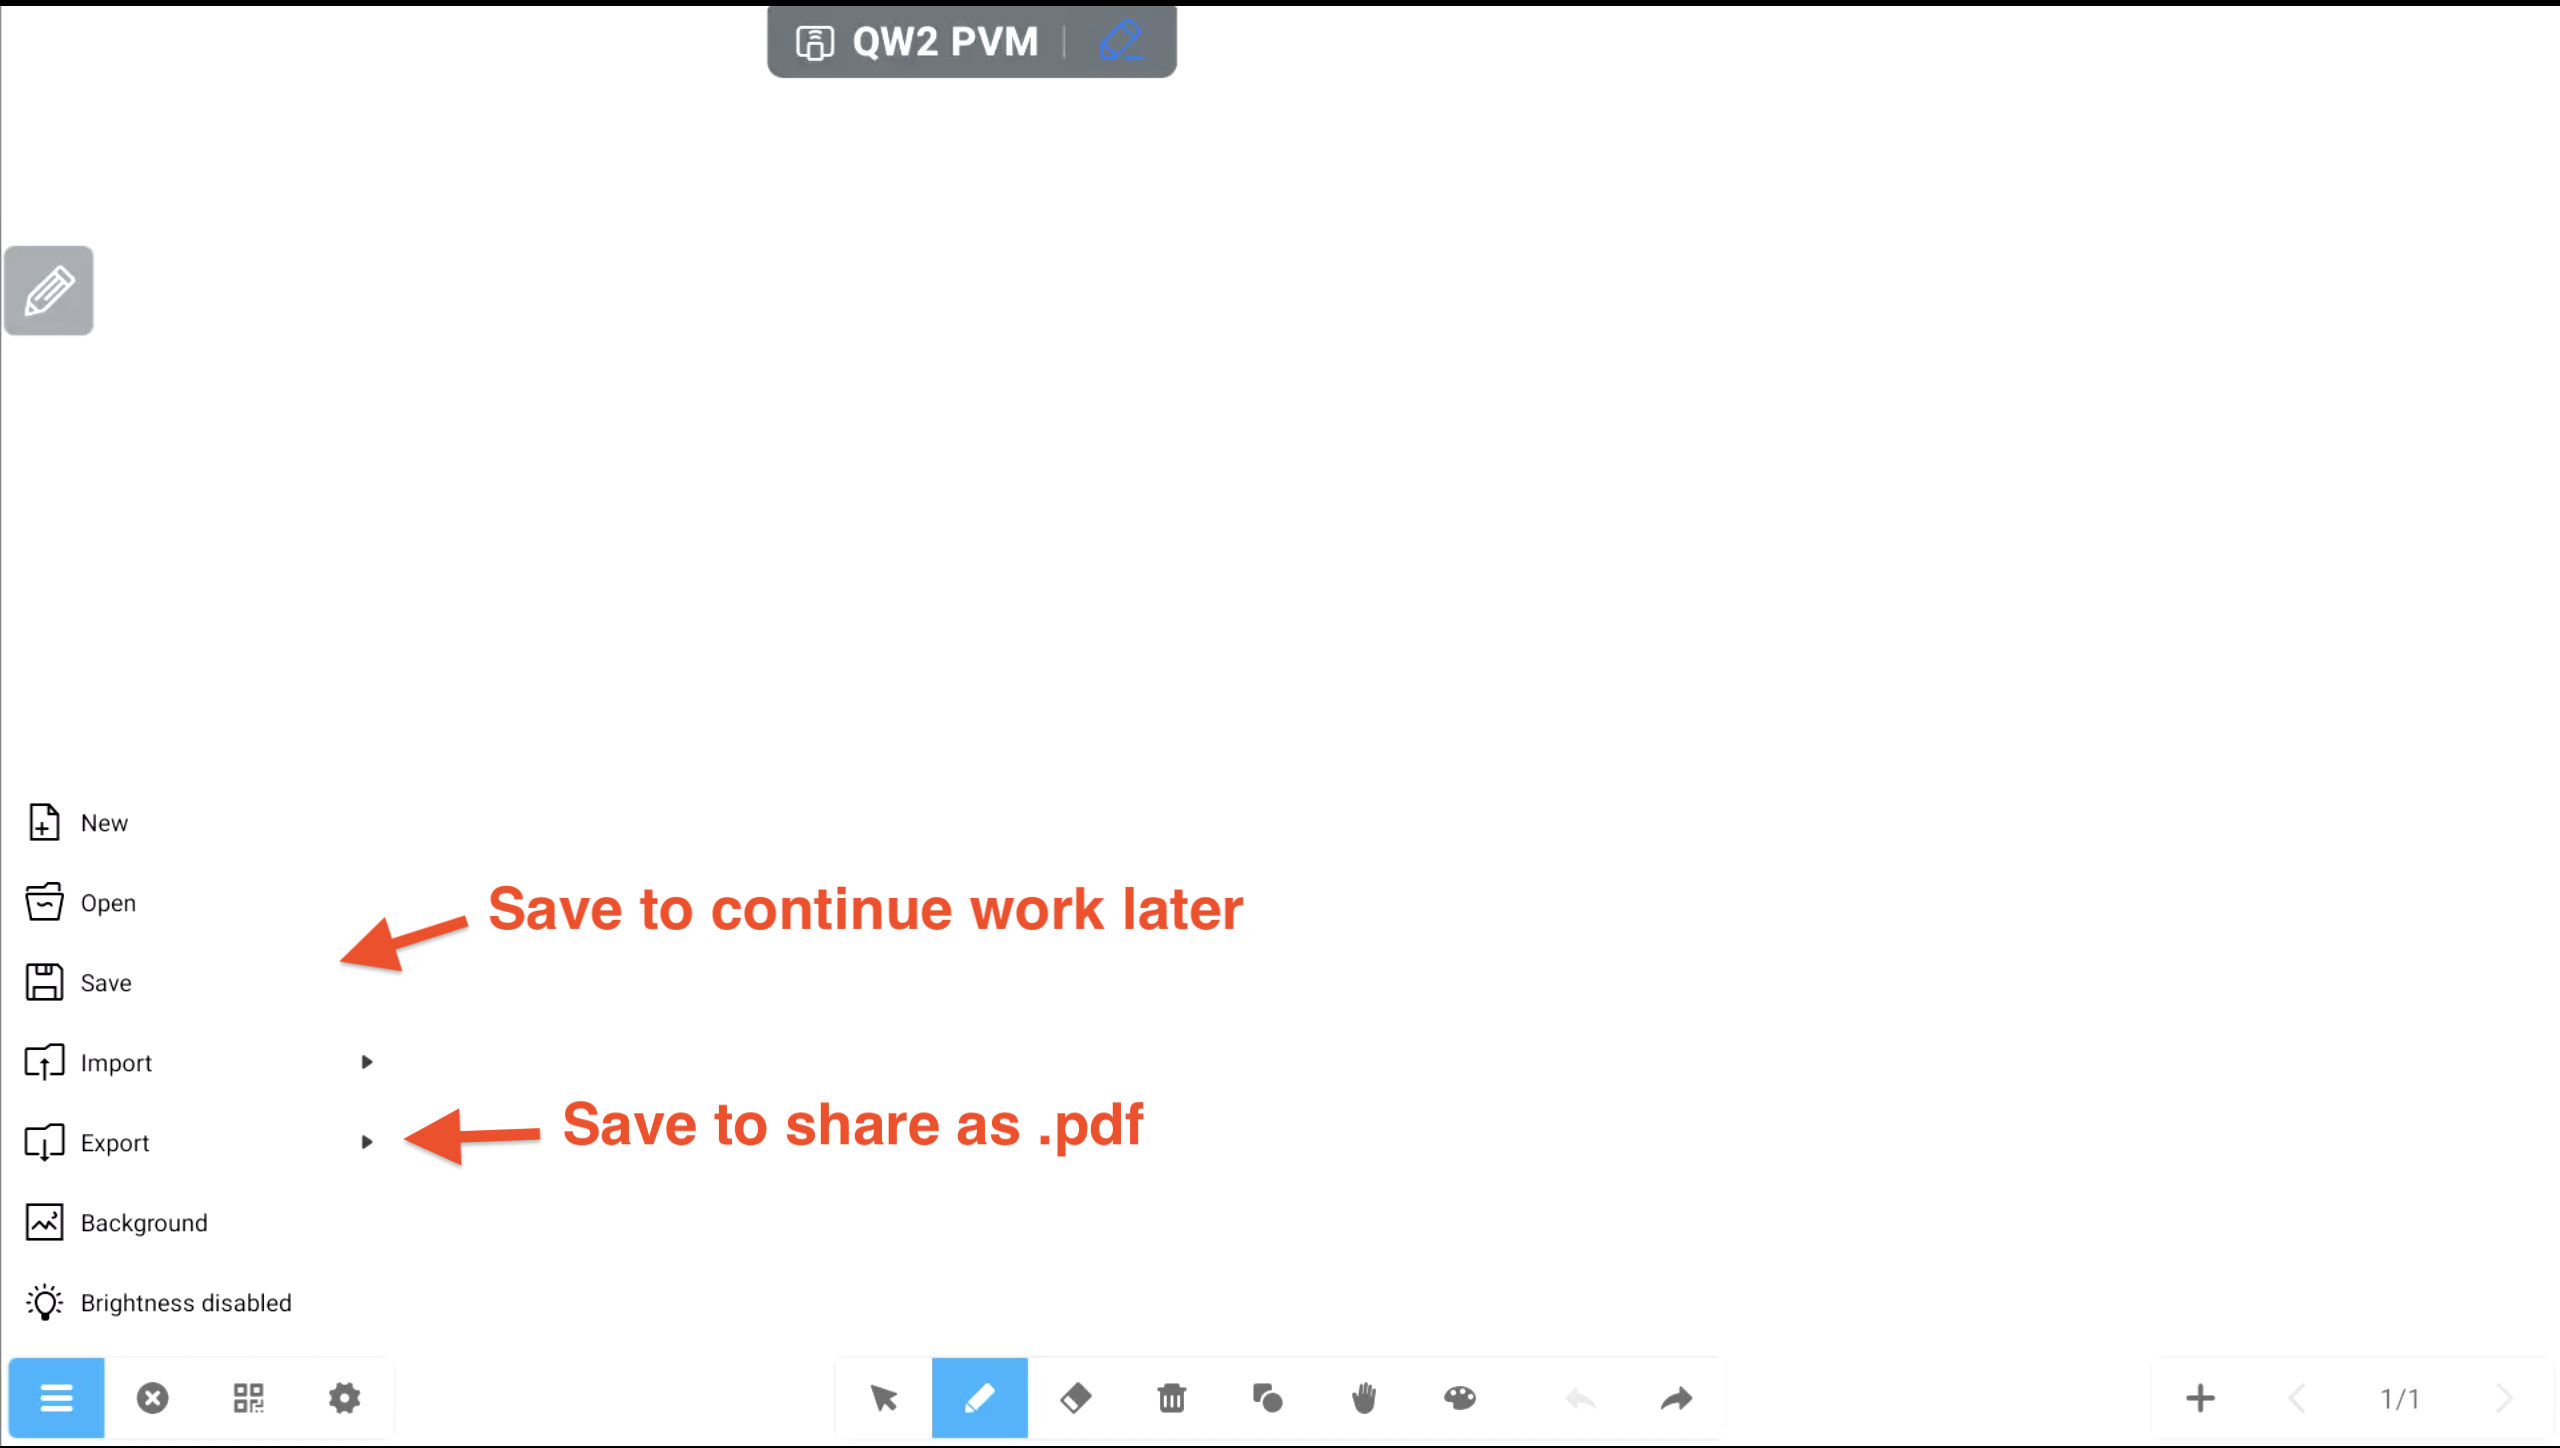 QW2 PVM
New
Open
Save to continue work later
Save
Import
Save to share as .pdf
Export
Background
Brightness disabled
1/1